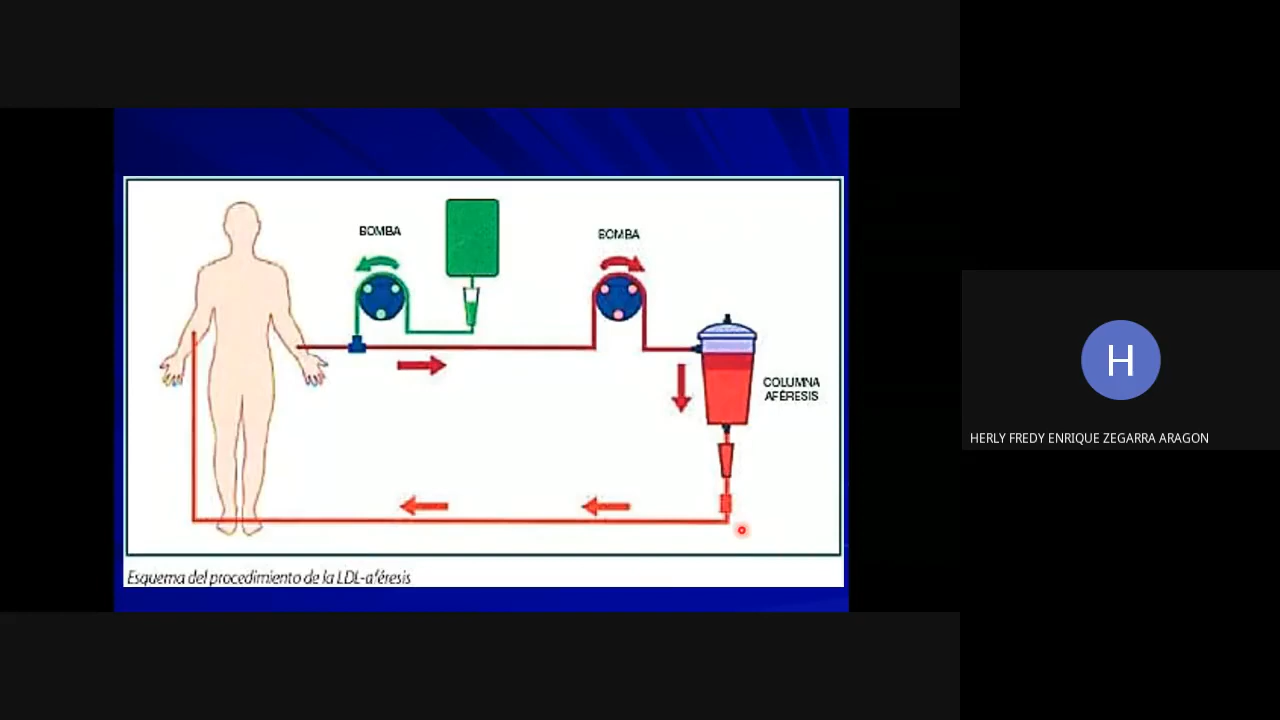 BOMBA
BOMBA
COLUMNA
AFÉRESIS
Esquema del procedimiento de la LDL-aféresis
H
HERLY FREDY ENRIQUE ZEGARRA ARAGON